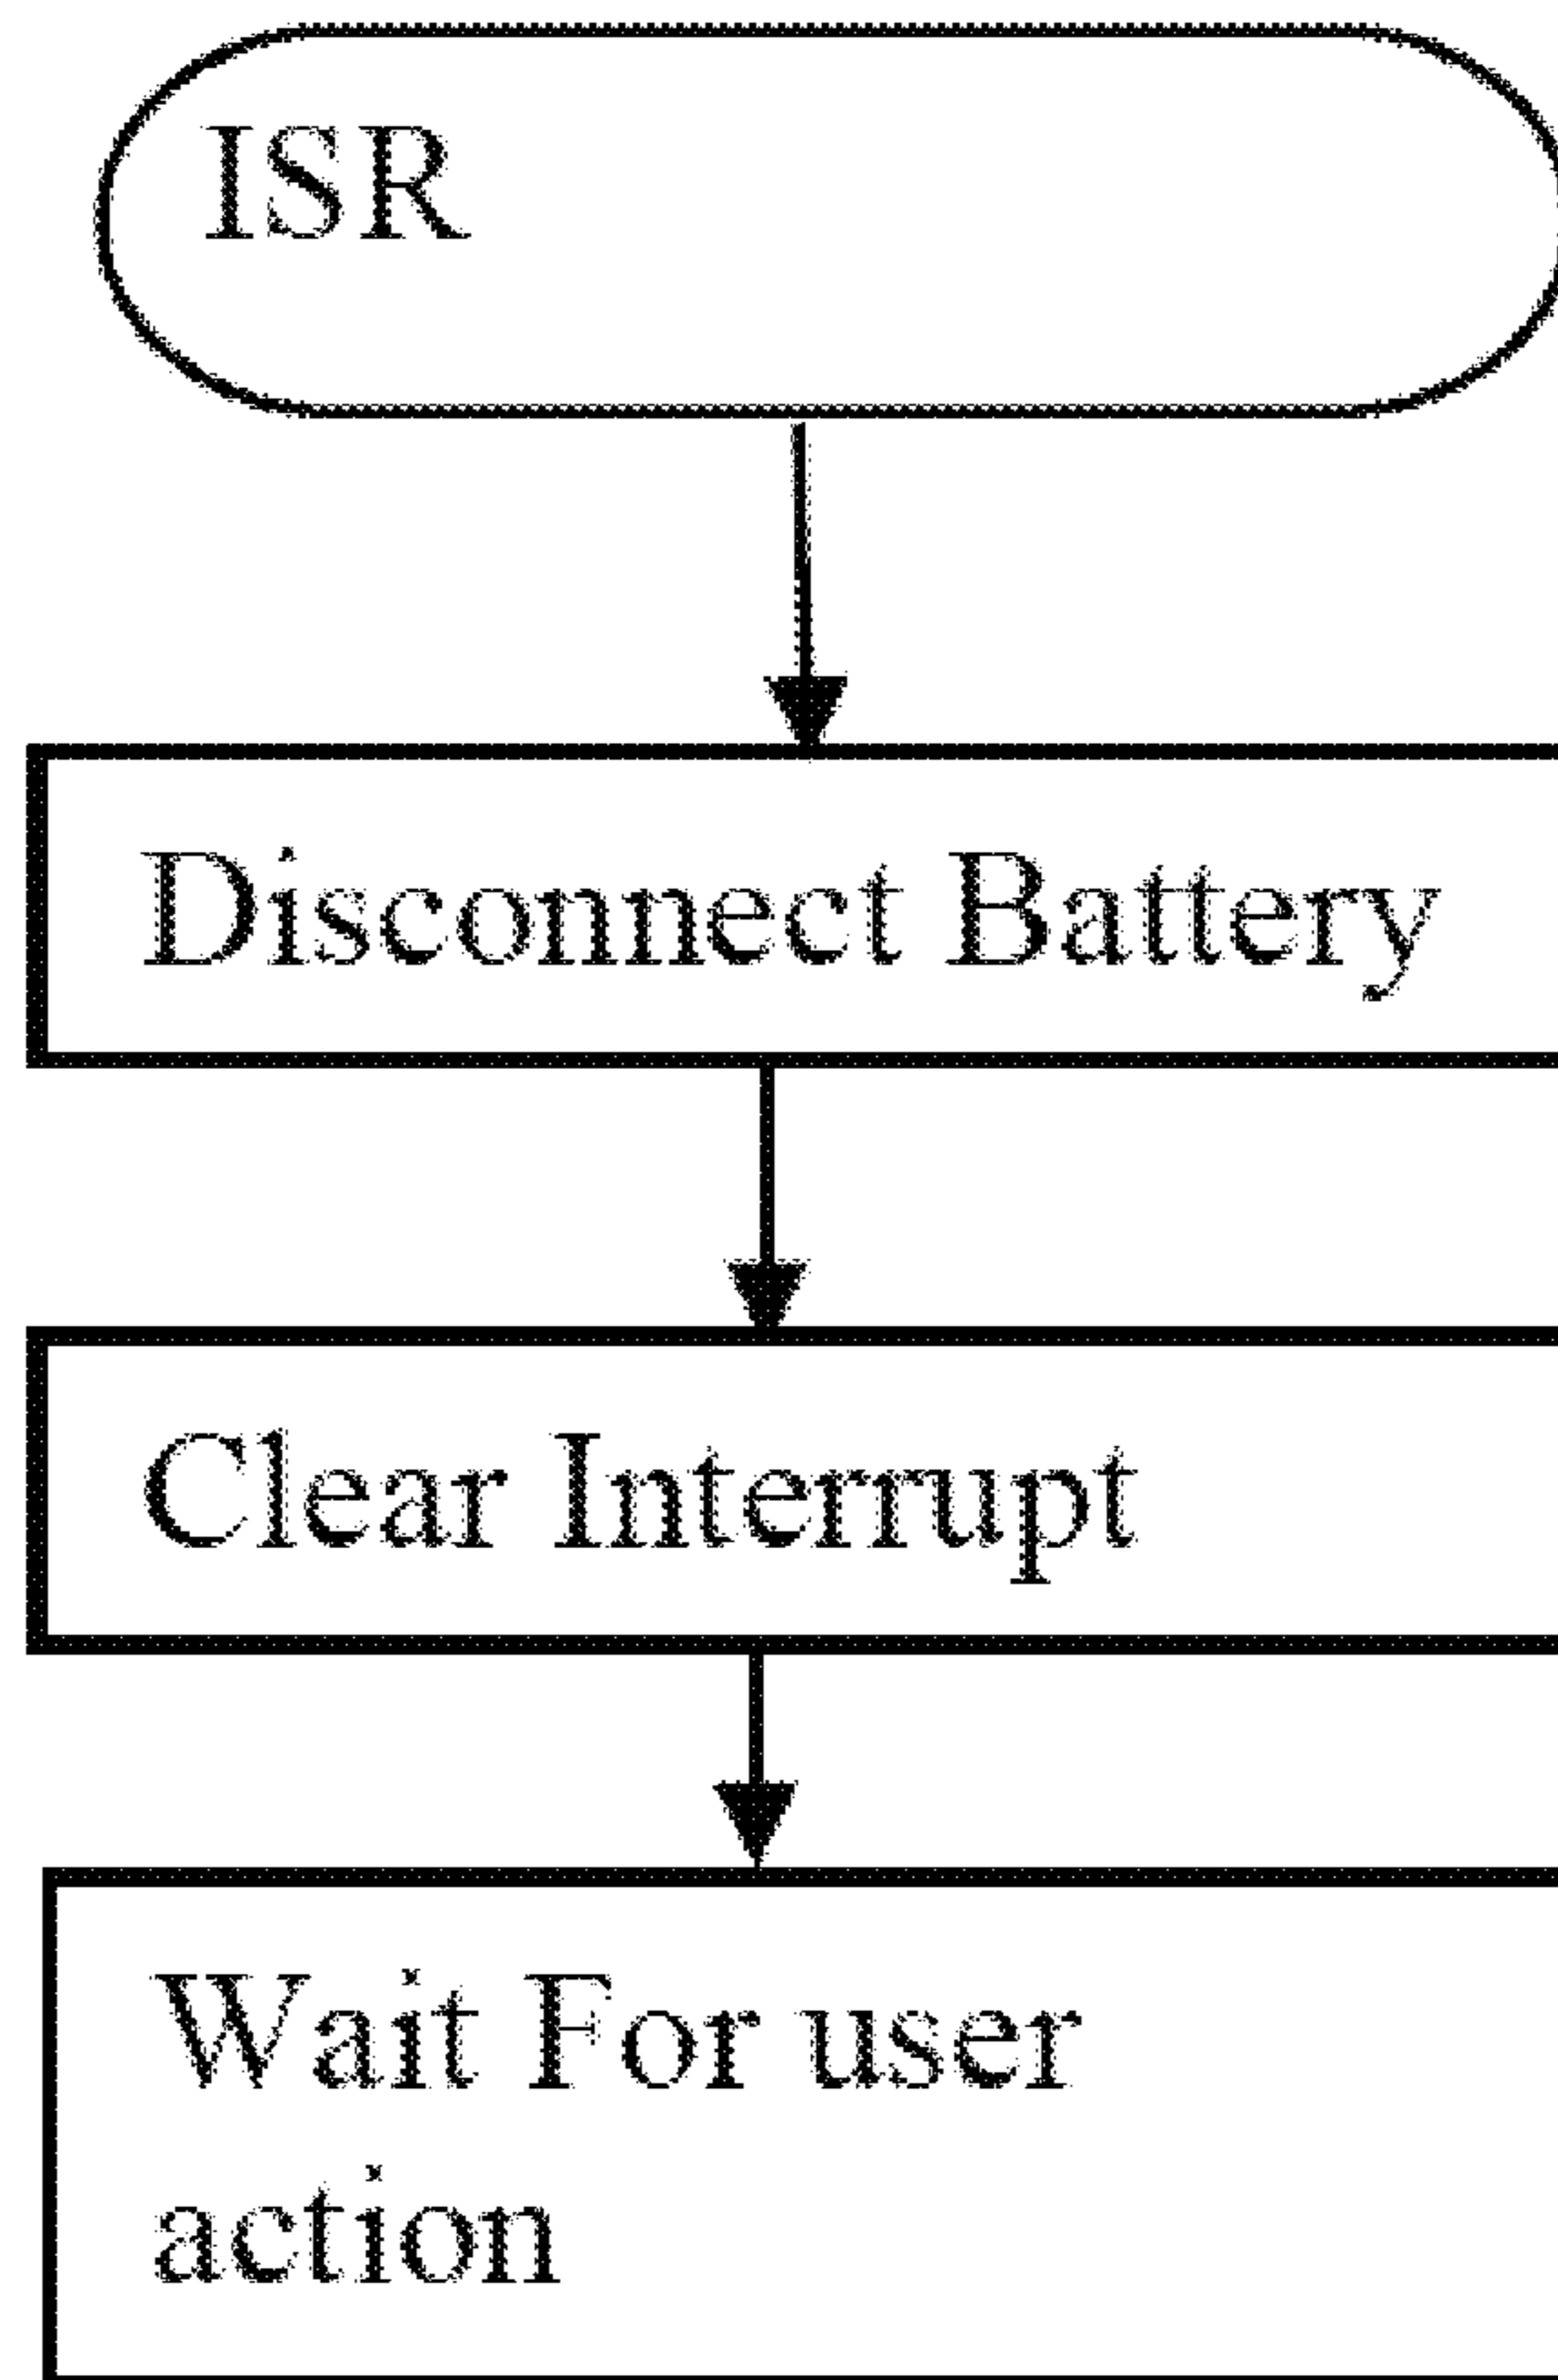 ISR
Disconnect Battery
Clear Interrupt
Wait For user
action